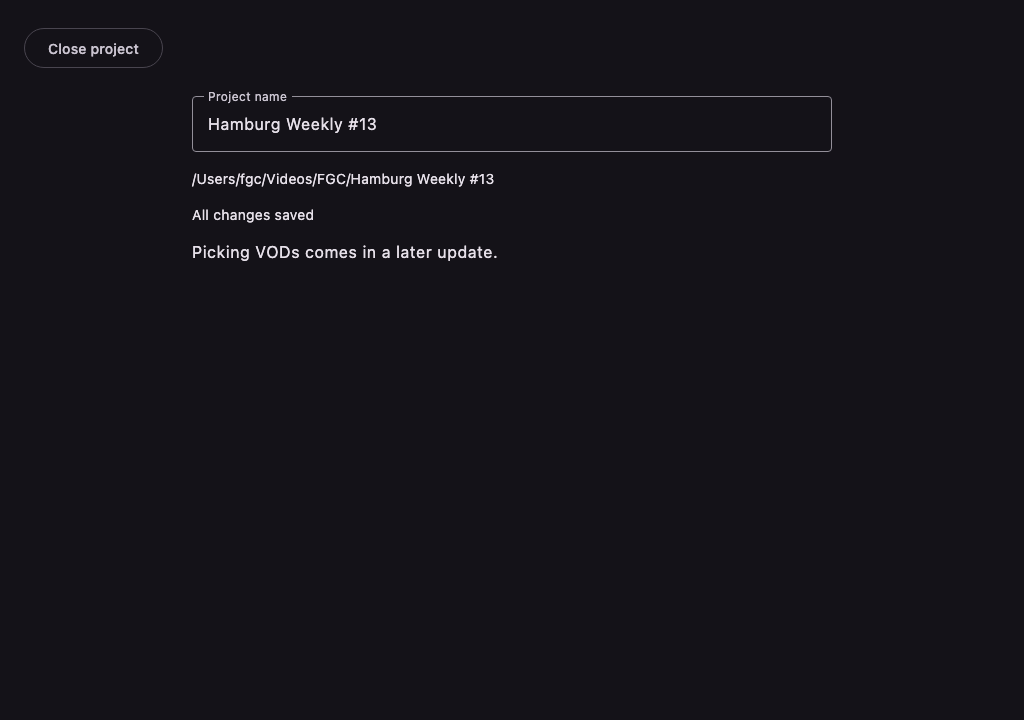 Close project
Project name
Hamburg Weekly #13
/Users/fgc/Videos/FGC/Hamburg Weekly #13
All changes saved
Picking VODs comes in a later update.